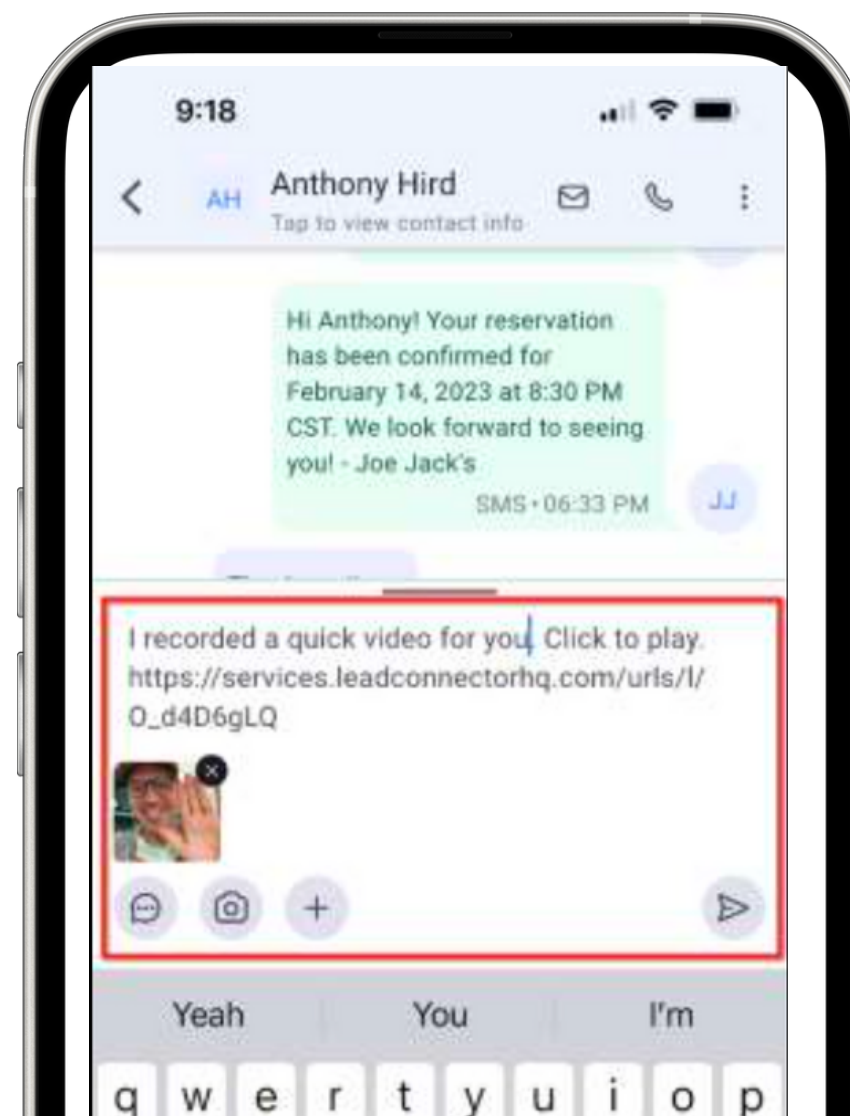 9:18
AH
Anthony Hird
Tap to view contact info
Hi Anthony! Your reservation
has been confirmed for
February 14, 2023 at 8:30 PM
CST. We look forward to seeing
you! - Joe Jack's
SMS • 06:33 PM
JJ
I recorded a quick video for you. Click to play.
https://services.leadconnectorhq.com/urls/l/
O_d4D6gLQ
Yeah You I'm
q w e r t y u i o p